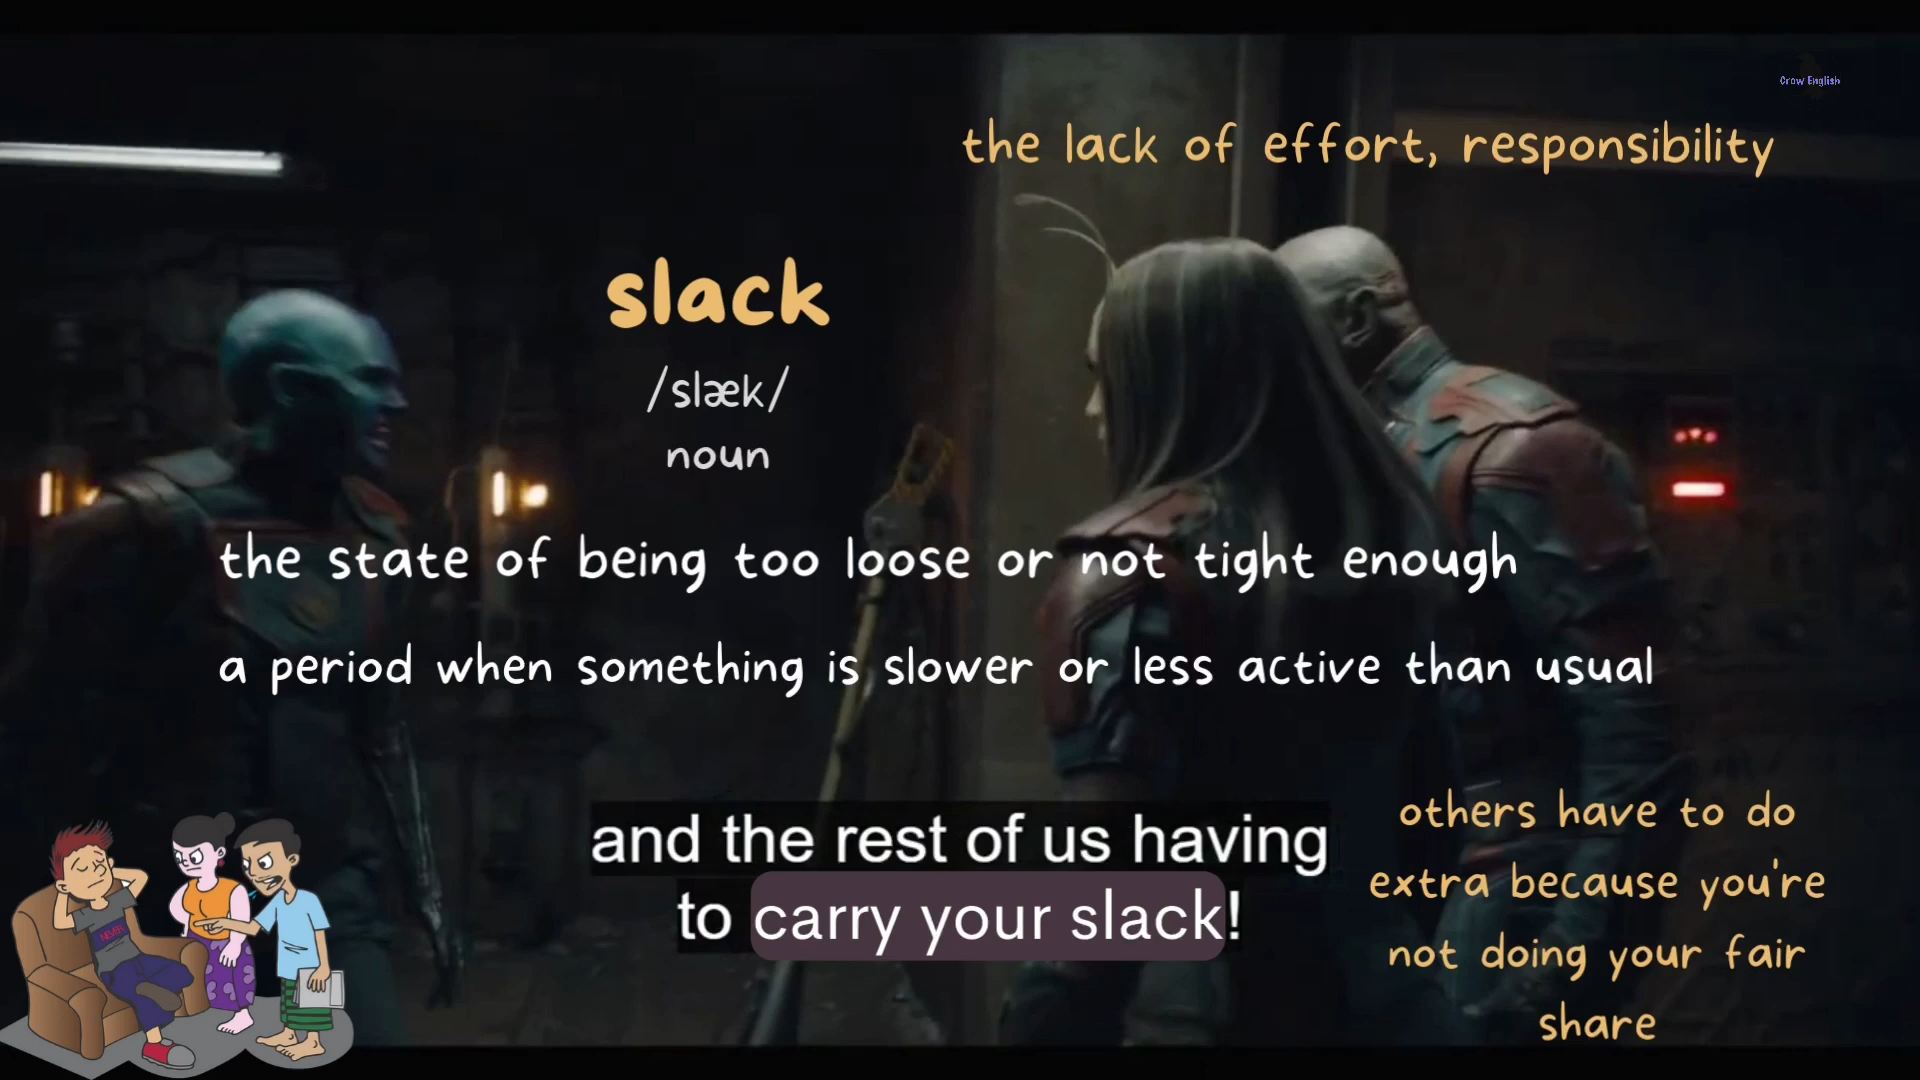 Crow English
the lack of effort, responsibility
slack
/slæk/
noun
the state of being too loose or not tight enough
a period when something is slower or less active than usual
and the rest of us having
to carry your slack!
others have to do
extra because you're
not doing your fair
share
NEVER